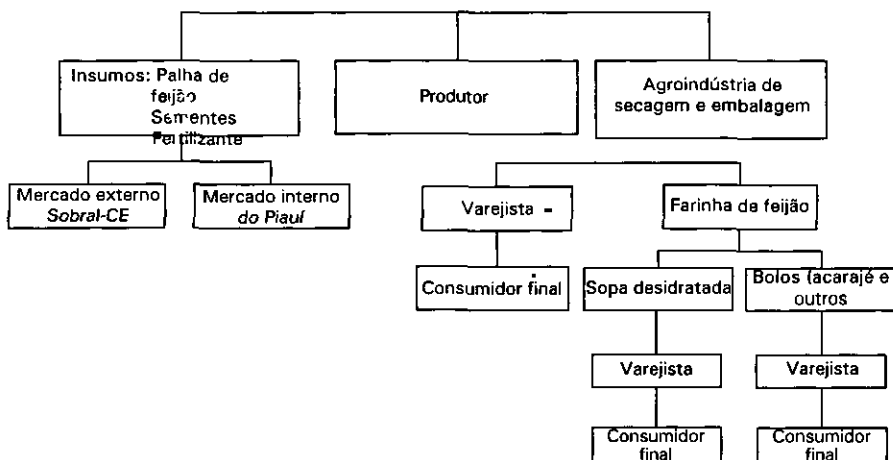 Insumos: Palha de
feijão
Sementes
Fertilizante
Produtor
Agroindústria de
secagem e embalagem
Mercado externo
Sobral-CE
Mercado interno
do Piauí
Varejista
Farinha de feijão
Consumidor final
Sopa desidratada
Bolos (acarajé e
outros
Varejista
Varejista
Consumidor
final
Consumidor
final